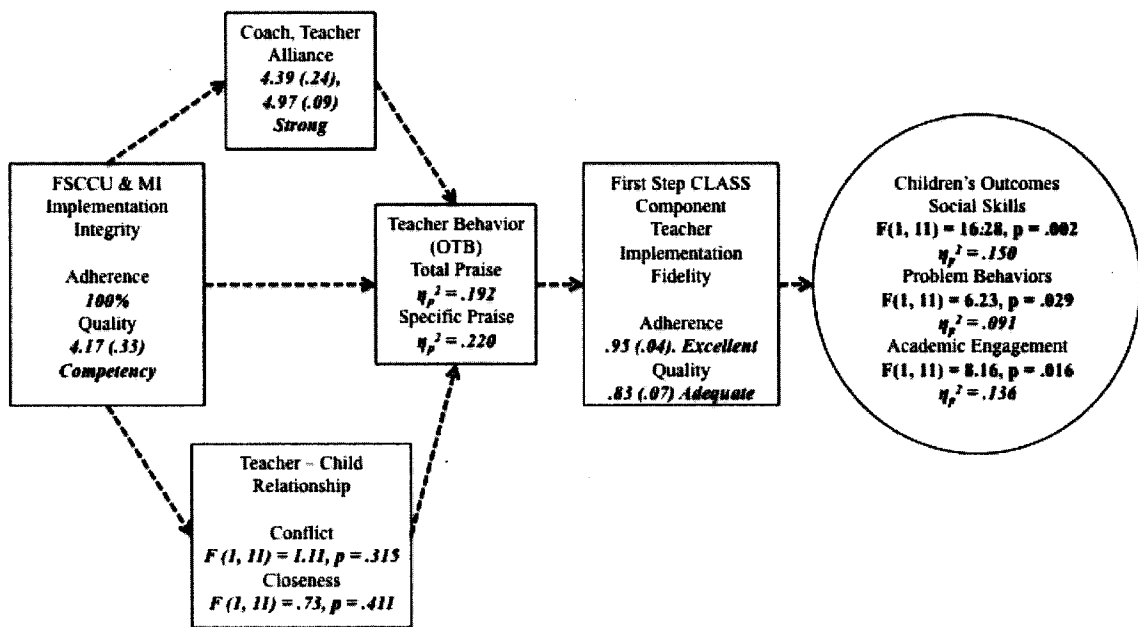 Coach, Teacher
Alliance
4.39 (.24),
4.97 (.09)
Strong
FSCCU & MI
Implementation
Integrity
Adherence
100%
Quality
4.17 (.33)
Competency
Teacher – Child
Relationship
Conflict
F (1, 11) = 1.11, p = .315
Closeness
F (1, 11) = .73, p = .411
Teacher Behavior
(OTB)
Total Praise
ηp² = .192
Specific Praise
ηp² = .220
First Step CLASS
Component
Teacher
Implementation
Fidelity
Adherence
.95 (.04). Excellent
Quality
.83 (.07) Adequate
Children's Outcomes
Social Skills
F(1, 11) = 16.28, p = .002
ηp² = .150
Problem Behaviors
F(1, 11) = 6.23, p = .029
ηp² = .091
Academic Engagement
F(1, 11) = 8.16, p = .016
ηp² = .136